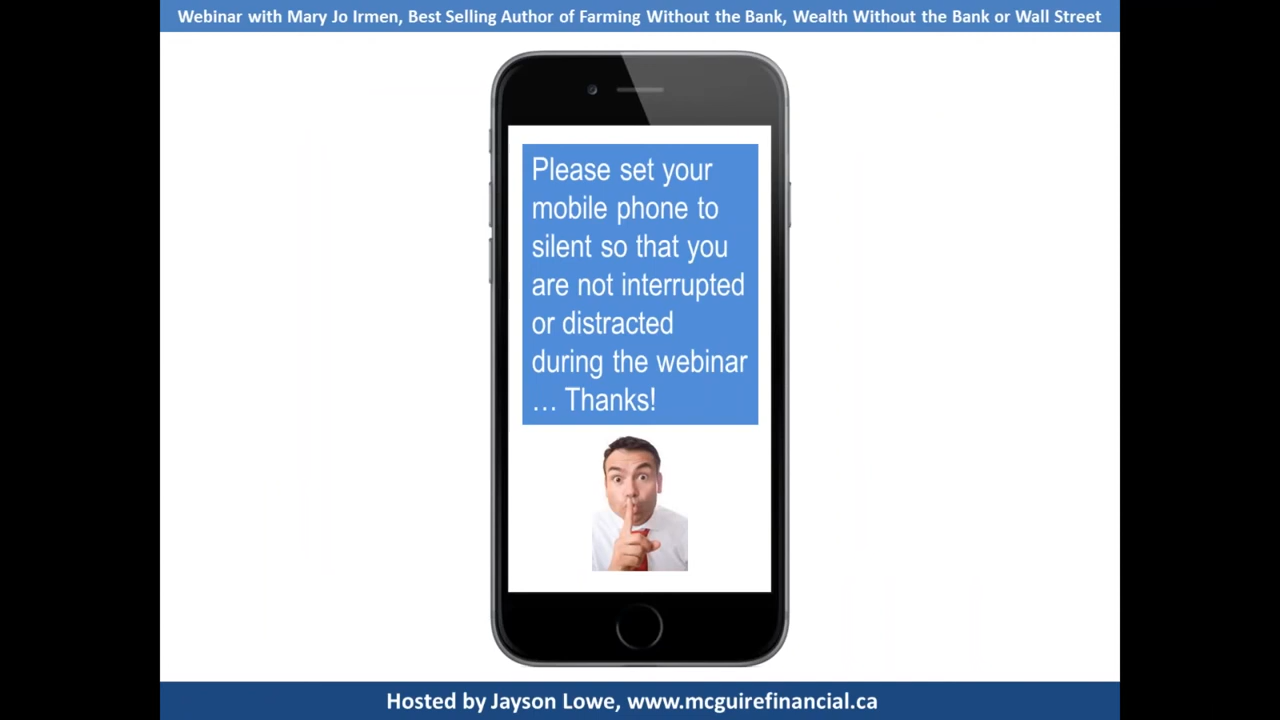 Webinar with Mary Jo Irmen, Best Selling Author of Farming Without the Bank, Wealth Without the Bank or Wall Street
Please set your
mobile phone to
silent so that you
are not interrupted
or distracted
during the webinar
... Thanks!
Hosted by Jayson Lowe, www.mcguirefinancial.ca